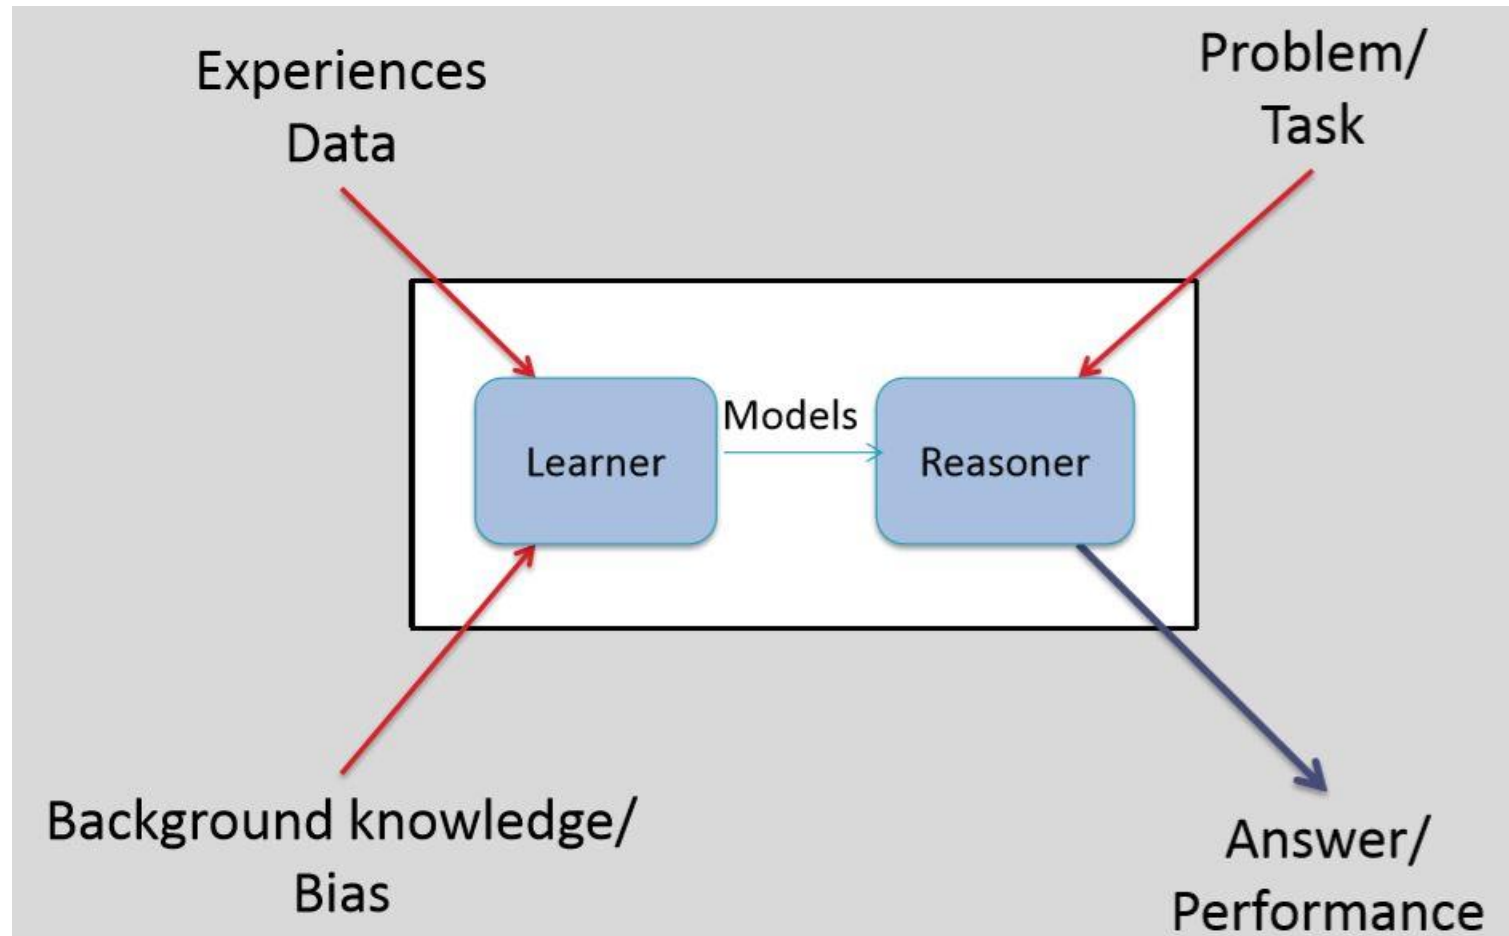 Experiences
Data
Problem/
Task
Models
Learner
Reasoner
Background knowledge/
Bias
Answer/
Performance